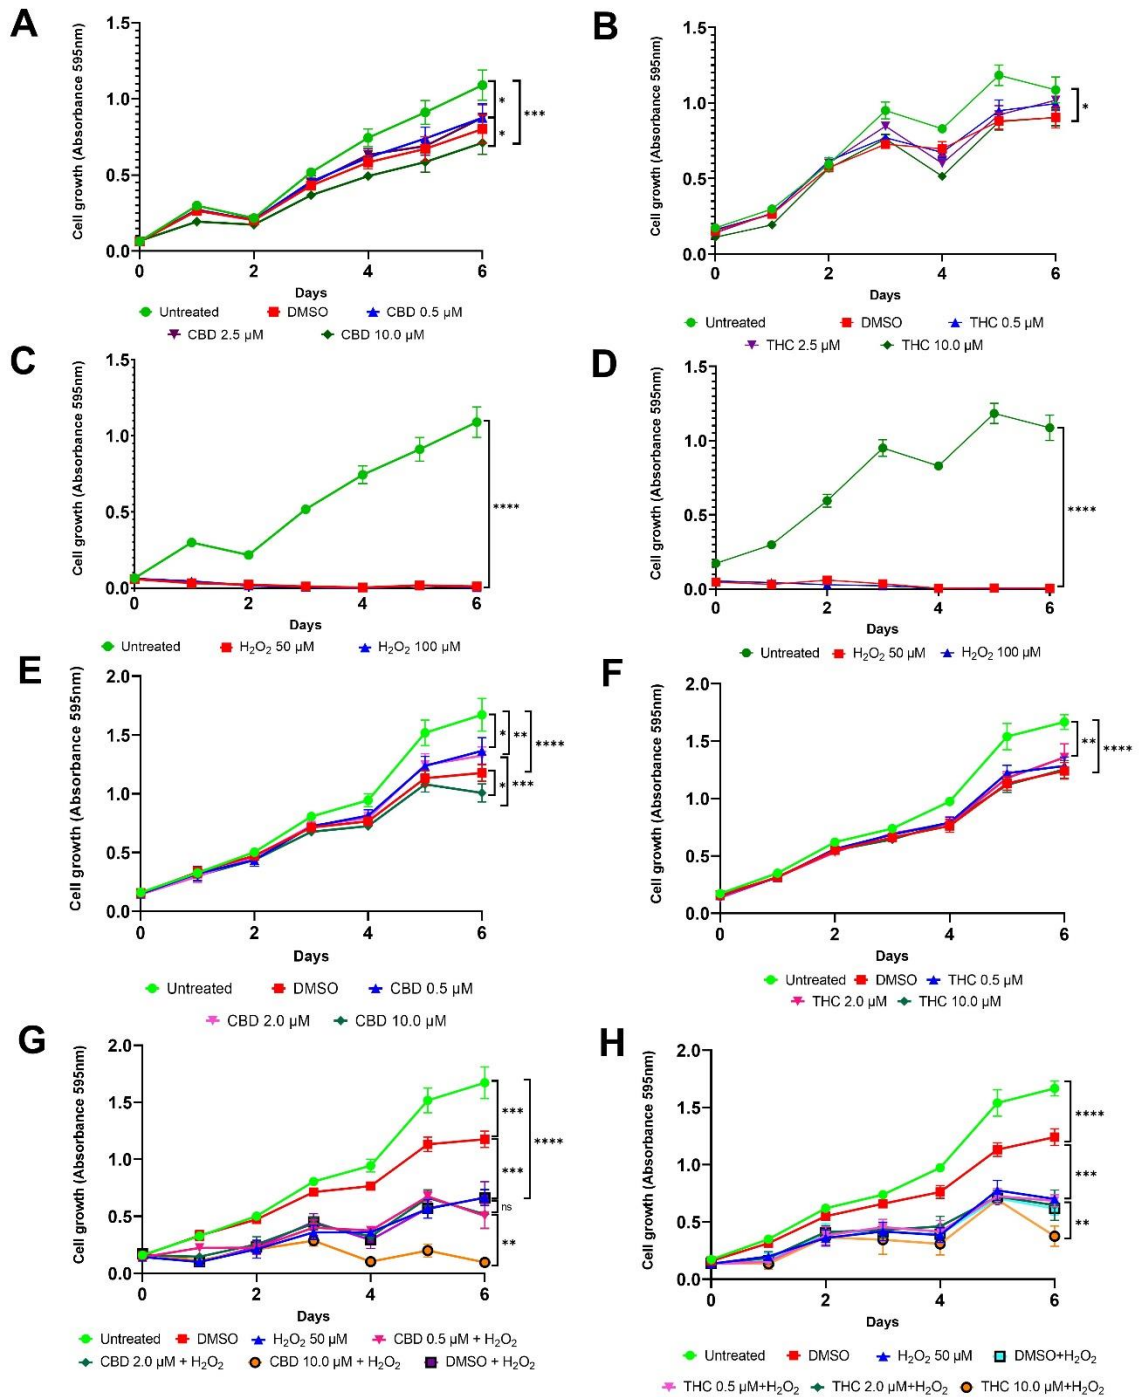 A
Cell growth (Absorbance 595nm)
1.5
1.0
0.5
0.0
0 2 4 6
Days
* * ***
Untreated DMSO CBD 0.5 µM
CBD 2.5 µM CBD 10.0 µM
B
Cell growth (Absorbance 595nm)
1.5
1.0
0.5
0.0
0 2 4 6
Days
*
Untreated DMSO THC 0.5 µM
THC 2.5 µM THC 10.0 µM
C
Cell growth (Absorbance 595nm)
1.5
1.0
0.5
0.0
0 2 4 6
Days
****
Untreated H₂O₂ 50 µM H₂O₂ 100 µM
D
Cell growth (Absorbance 595nm)
1.5
1.0
0.5
0.0
0 2 4 6
Days
****
Untreated H₂O₂ 50 µM H₂O₂ 100 µM
E
Cell growth (Absorbance 595nm)
2.0
1.5
1.0
0.5
0.0
0 2 4 6
Days
* ** ****
* ***
Untreated DMSO CBD 0.5 µM
CBD 2.0 µM CBD 10.0 µM
F
Cell growth (Absorbance 595nm)
2.0
1.5
1.0
0.5
0.0
0 2 4 6
Days
** ****
Untreated DMSO THC 0.5 µM
THC 2.0 µM THC 10.0 µM
G
Cell growth (Absorbance 595nm)
2.0
1.5
1.0
0.5
0.0
0 2 4 6
Days
***
****
***
ns
**
Untreated DMSO H₂O₂ 50 µM CBD 0.5 µM + H₂O₂
CBD 2.0 µM + H₂O₂ CBD 10.0 µM + H₂O₂ DMSO + H₂O₂
H
Cell growth (Absorbance 595nm)
2.0
1.5
1.0
0.5
0.0
0 2 4 6
Days
****
***
**
Untreated DMSO H₂O₂ 50 µM DMSO+H₂O₂
THC 0.5 µM+H₂O₂ THC 2.0 µM+H₂O₂ THC 10.0 µM+H₂O₂